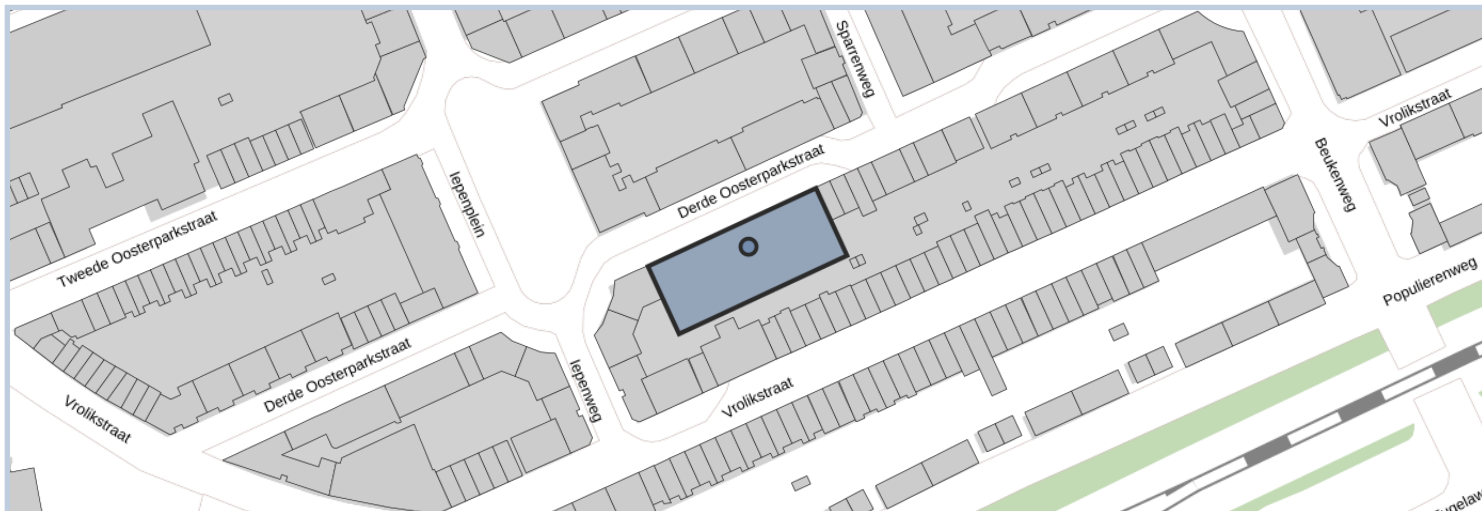 Sparrenweg
Vrolikstraat
Derde Oosterparkstraat
Iepenplein
Beukenweg
Tweede Oosterparkstraat
Populierenweg
Derde Oosterparkstraat
Iepenweg
Vrolikstraat
Vrolikstraat